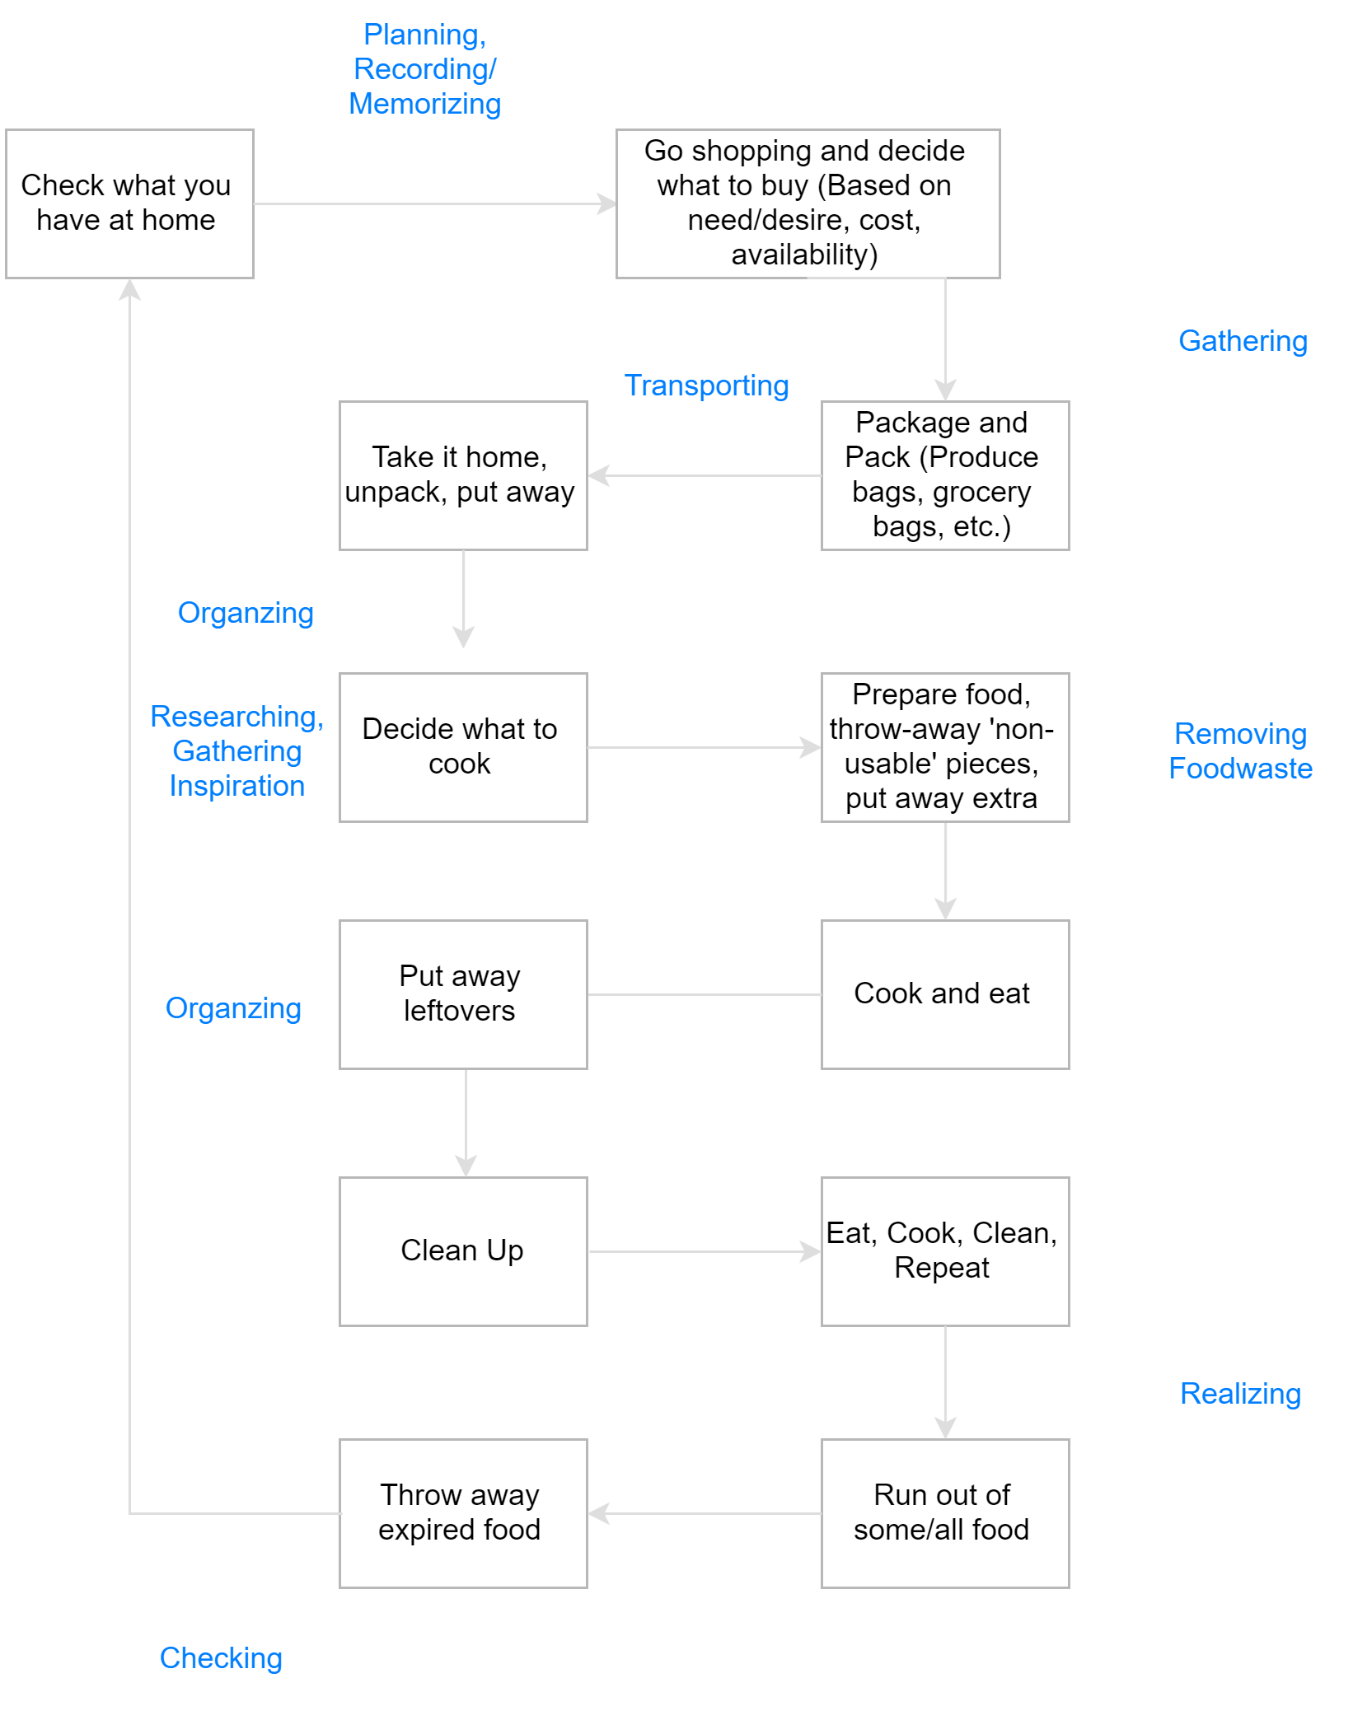 Planning,
Recording/
Memorizing
Check what you
have at home
Go shopping and decide
what to buy (Based on
need/desire, cost,
availability)
Gathering
Transporting
Take it home,
unpack, put away
Package and
Pack (Produce
bags, grocery
bags, etc.)
Organzing
Researching,
Gathering
Inspiration
Decide what to
cook
Prepare food,
throw-away 'non-
usable' pieces,
put away extra
Removing
Foodwaste
Organzing
Put away
leftovers
Cook and eat
Clean Up
Eat, Cook, Clean,
Repeat
Realizing
Throw away
expired food
Run out of
some/all food
Checking